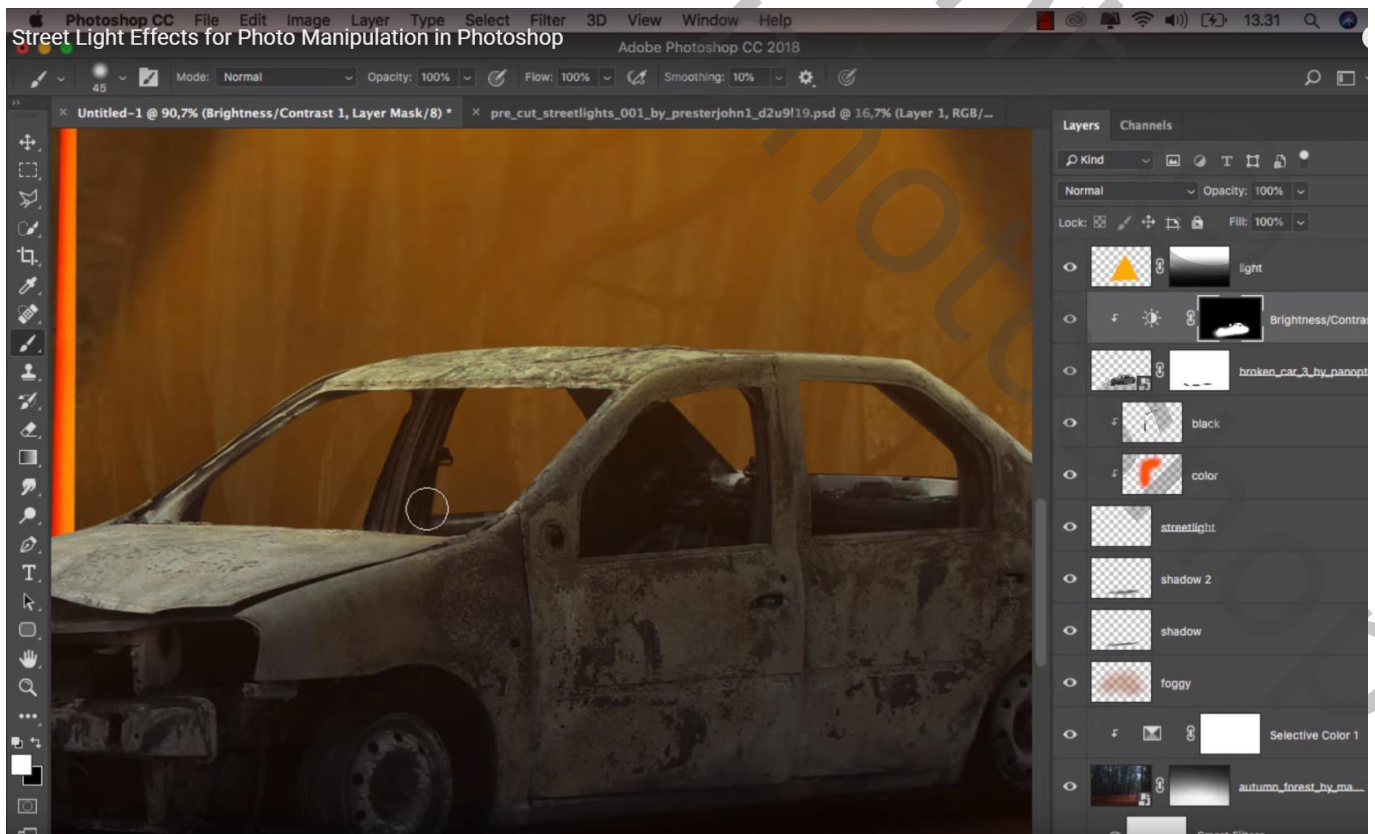 Photoshop CC File Edit Image Layer Type Select Filter 3D View Window Help 13.31
Street Light Effects for Photo Manipulation in Photoshop
Adobe Photoshop CC 2018
45 Mode: Normal Opacity: 100% Flow: 100% Smoothing: 10%
× Untitled-1 @ 90,7% (Brightness/Contrast 1, Layer Mask/8) * × pre_cut_streetlights_001_by_presterjohn1_d2u9l19.psd @ 16,7% (Layer 1, RGB/...
Layers Channels
Kind
Normal Opacity: 100%
Lock: Fill: 100%
light
Brightness/Contra
broken_car_3_by_panopt
black
color
streetlight
shadow 2
shadow
foggy
Selective Color 1
autumn_forest_by_ma....